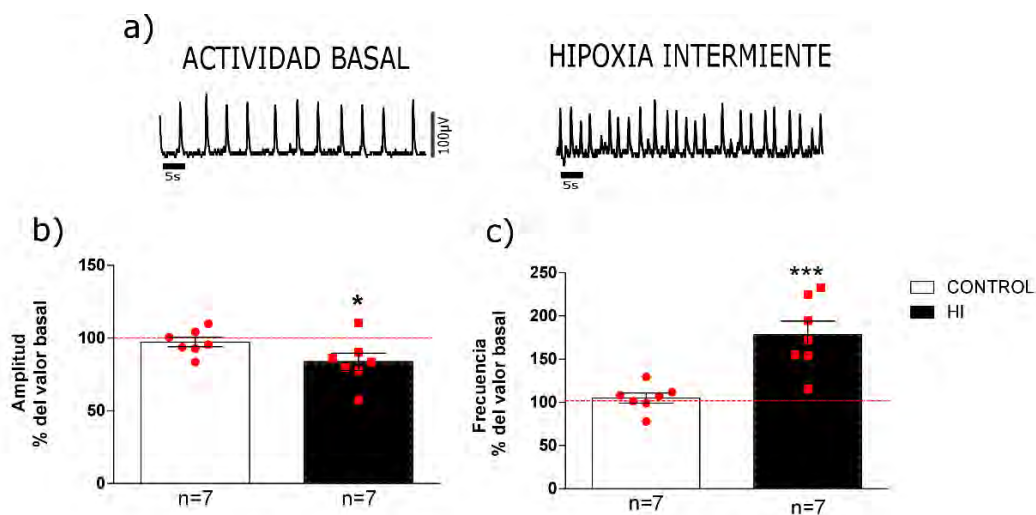 a)
ACTIVIDAD BASAL
HIPOXIA INTERMIENTE
100µV
5s
5s
b)
150
100
50
0
Amplitud
% del valor basal
*
n=7
n=7
c)
250
200
150
100
50
0
Frecuencia
% del valor basal
***
n=7
n=7
CONTROL
HI